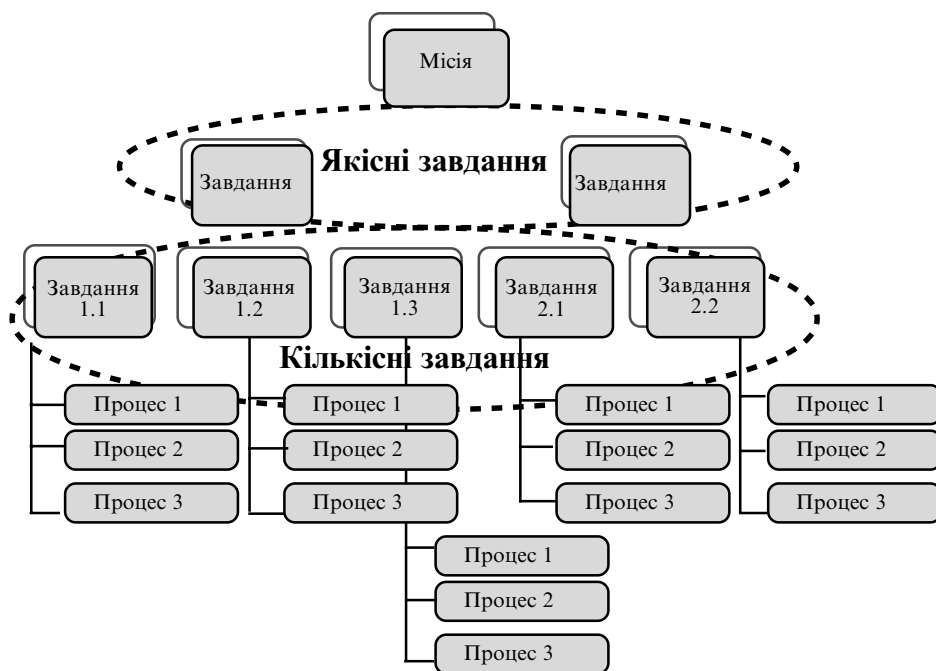 Місія
Якісні завдання
Завдання
Завдання
Завдання
1.1
Завдання
1.2
Завдання
1.3
Завдання
2.1
Завдання
2.2
Кількісні завдання
Процес 1
Процес 2
Процес 3
Процес 1
Процес 2
Процес 3
Процес 1
Процес 2
Процес 3
Процес 1
Процес 2
Процес 3
Процес 1
Процес 2
Процес 3